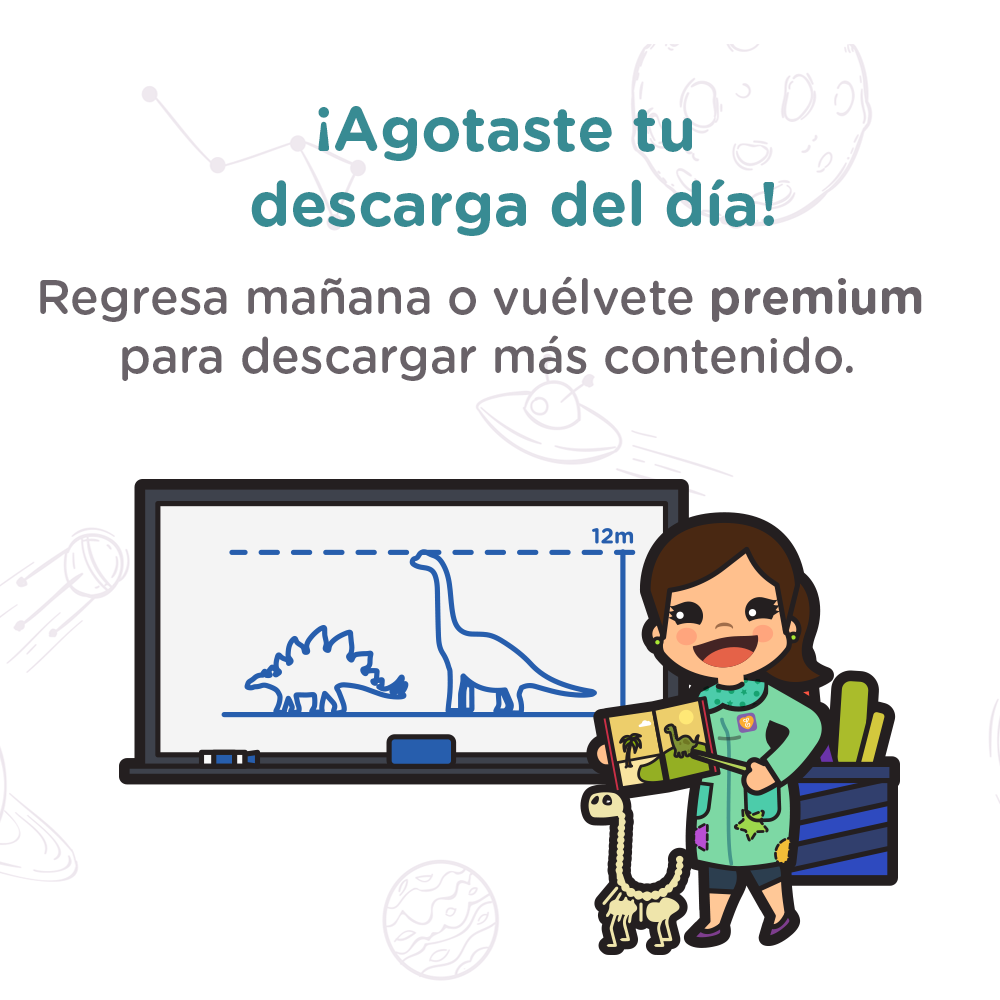 ¡Agotaste tu
descarga del día!
Regresa mañana o vuélvete premium
para descargar más contenido.
12m